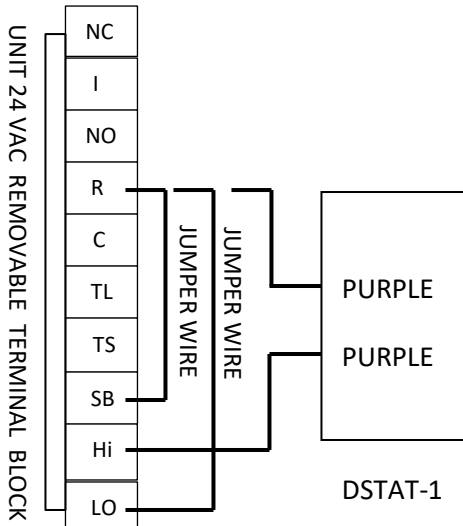 UNIT 24 VAC REMOVABLE TERMINAL BLOCK
NC
I
NO
R
C
TL
TS
SB
Hi
LO
JUMPER WIRE
JUMPER WIRE
PURPLE
PURPLE
DSTAT-1